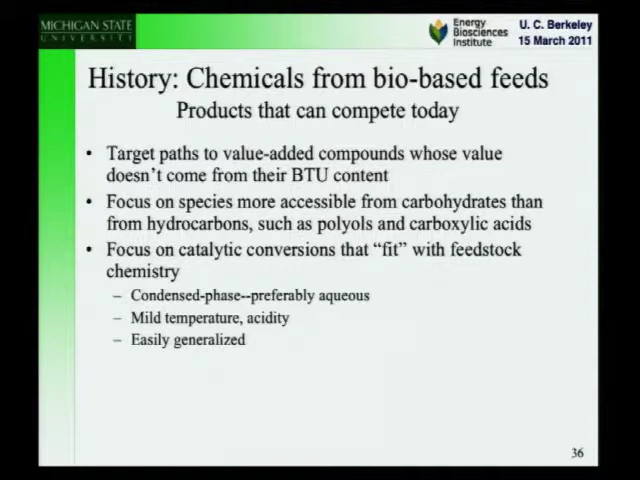 MICHIGAN STATE
UNIVERSITY
Energy
Biosciences
Institute
U. C. Berkeley
15 March 2011
History: Chemicals from bio-based feeds
Products that can compete today
• Target paths to value-added compounds whose value
doesn't come from their BTU content
• Focus on species more accessible from carbohydrates than
from hydrocarbons, such as polyols and carboxylic acids
• Focus on catalytic conversions that “fit” with feedstock
chemistry
– Condensed-phase--preferably aqueous
– Mild temperature, acidity
– Easily generalized
36